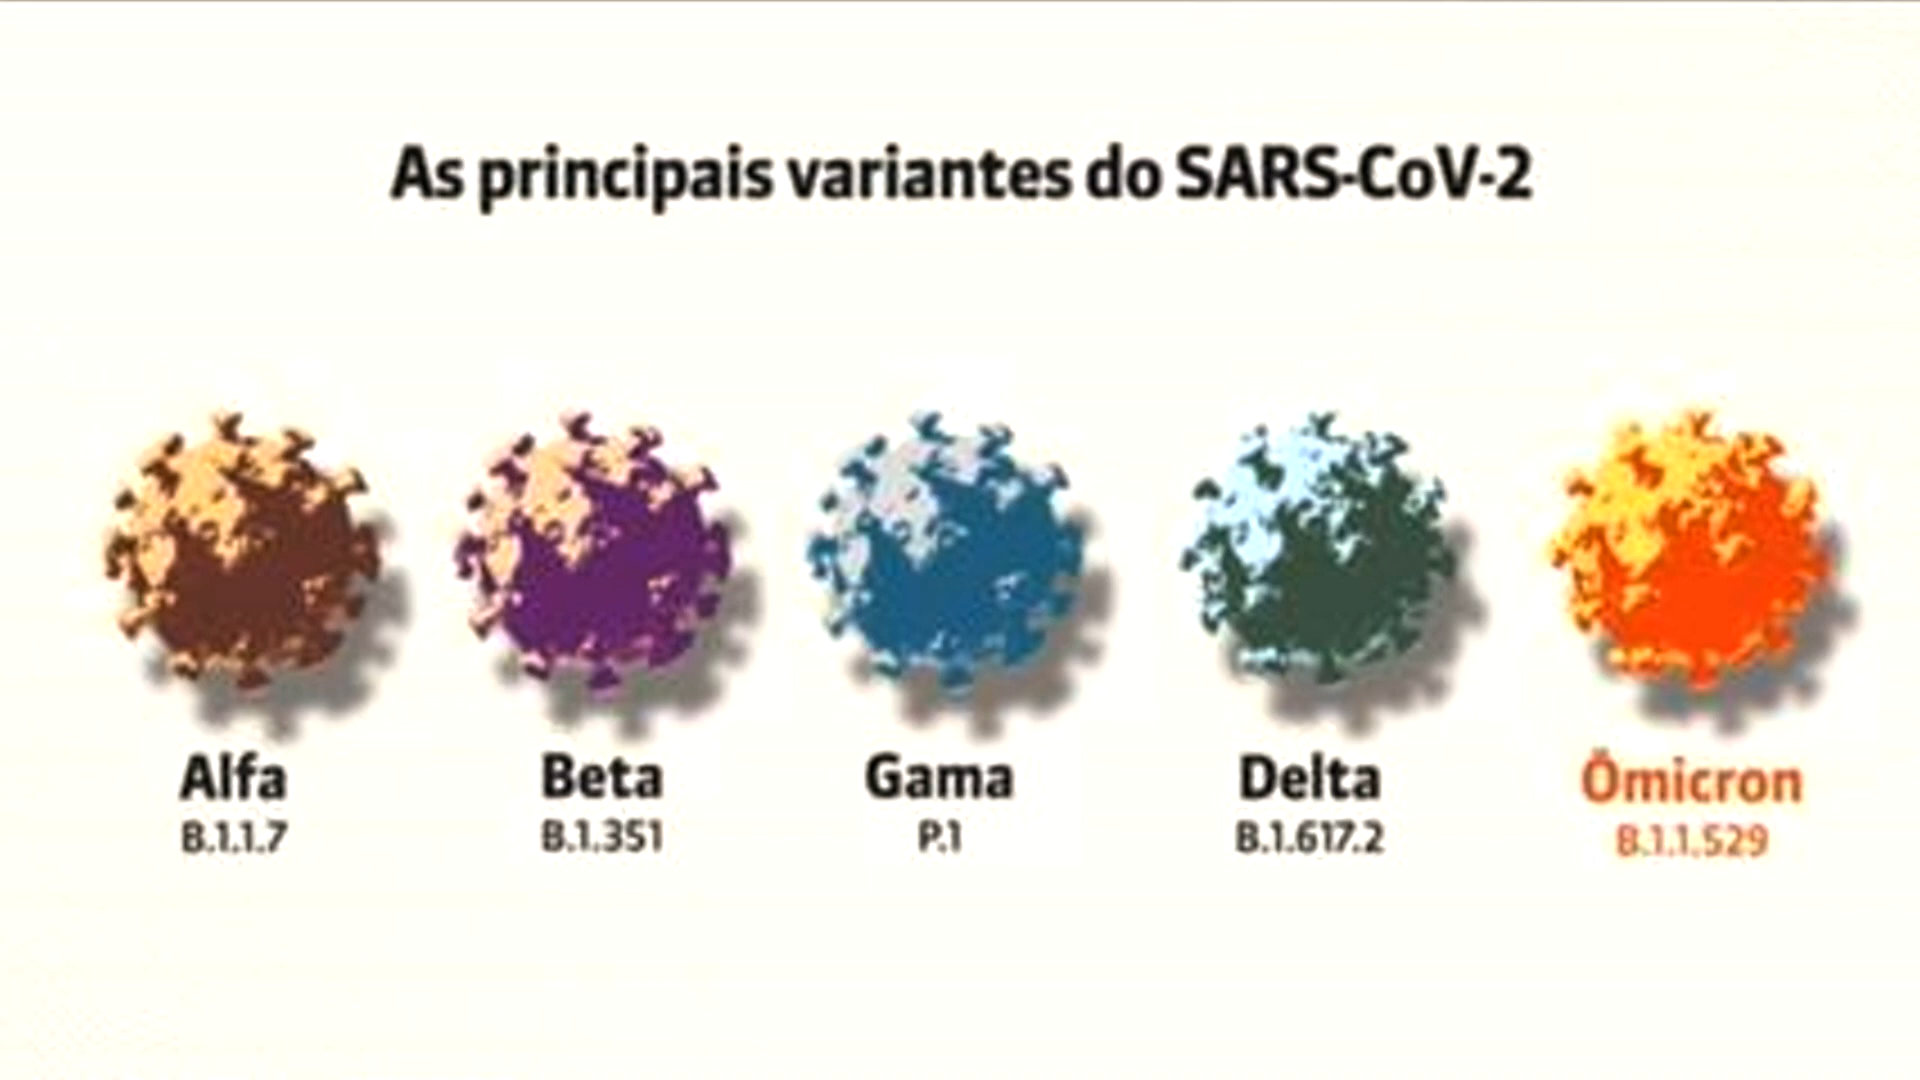 As principais variantes do SARS-CoV-2
Alfa
B.1.1.7
Beta
B.1.351
Gama
P.1
Delta
B.1.617.2
Ômicron
B.1.1.529